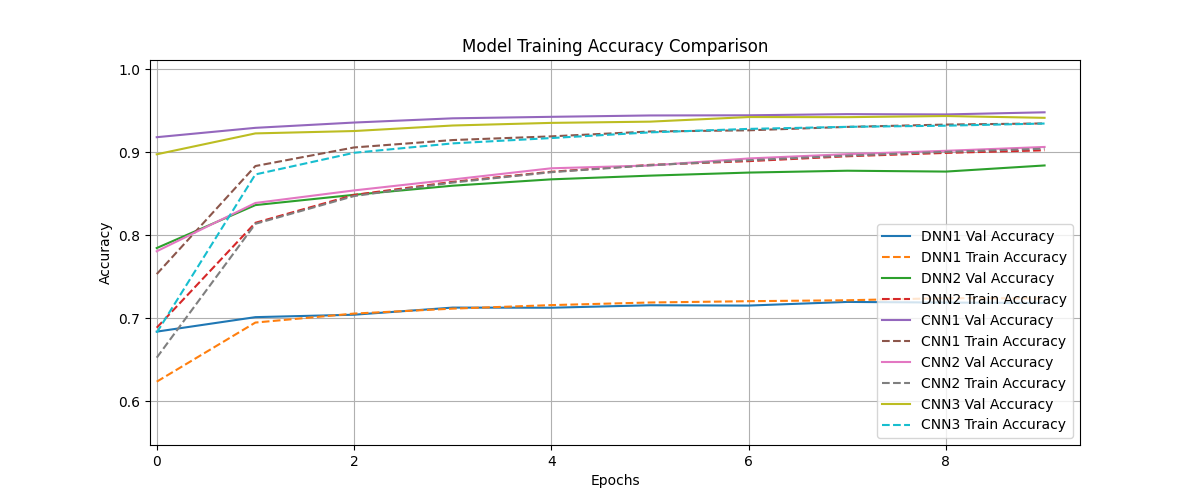 Model Training Accuracy Comparison
1.0
0.9
0.8
0.7
0.6
Accuracy
DNN1 Val Accuracy
DNN1 Train Accuracy
DNN2 Val Accuracy
DNN2 Train Accuracy
CNN1 Val Accuracy
CNN1 Train Accuracy
CNN2 Val Accuracy
CNN2 Train Accuracy
CNN3 Val Accuracy
CNN3 Train Accuracy
0 2 4 6 8
Epochs